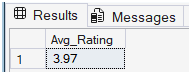 Results Messages
Avg_Rating
1 3.97